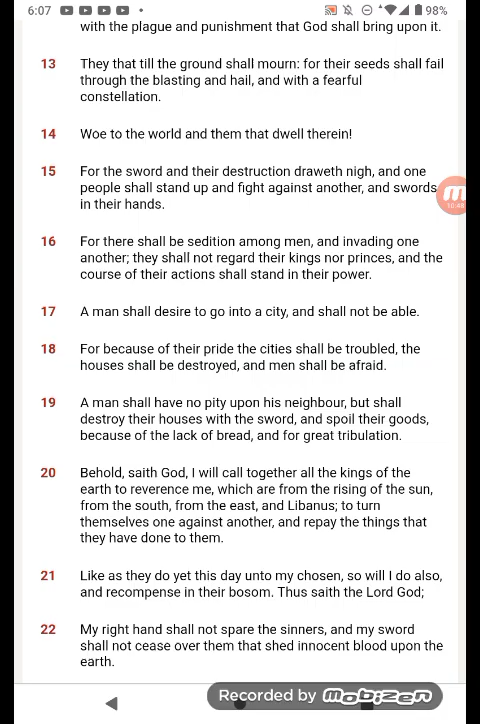 6:07
98%
with the plague and punishment that God shall bring upon it.
13 They that till the ground shall mourn: for their seeds shall fail
through the blasting and hail, and with a fearful
constellation.
14 Woe to the world and them that dwell therein!
15 For the sword and their destruction draweth nigh, and one
people shall stand up and fight against another, and swords
in their hands.
16 For there shall be sedition among men, and invading one
another; they shall not regard their kings nor princes, and the
course of their actions shall stand in their power.
17 A man shall desire to go into a city, and shall not be able.
18 For because of their pride the cities shall be troubled, the
houses shall be destroyed, and men shall be afraid.
19 A man shall have no pity upon his neighbour, but shall
destroy their houses with the sword, and spoil their goods,
because of the lack of bread, and for great tribulation.
20 Behold, saith God, I will call together all the kings of the
earth to reverence me, which are from the rising of the sun,
from the south, from the east, and Libanus; to turn
themselves one against another, and repay the things that
they have done to them.
21 Like as they do yet this day unto my chosen, so will I do also,
and recompense in their bosom. Thus saith the Lord God;
22 My right hand shall not spare the sinners, and my sword
shall not cease over them that shed innocent blood upon the
earth.
Recorded by mobizen